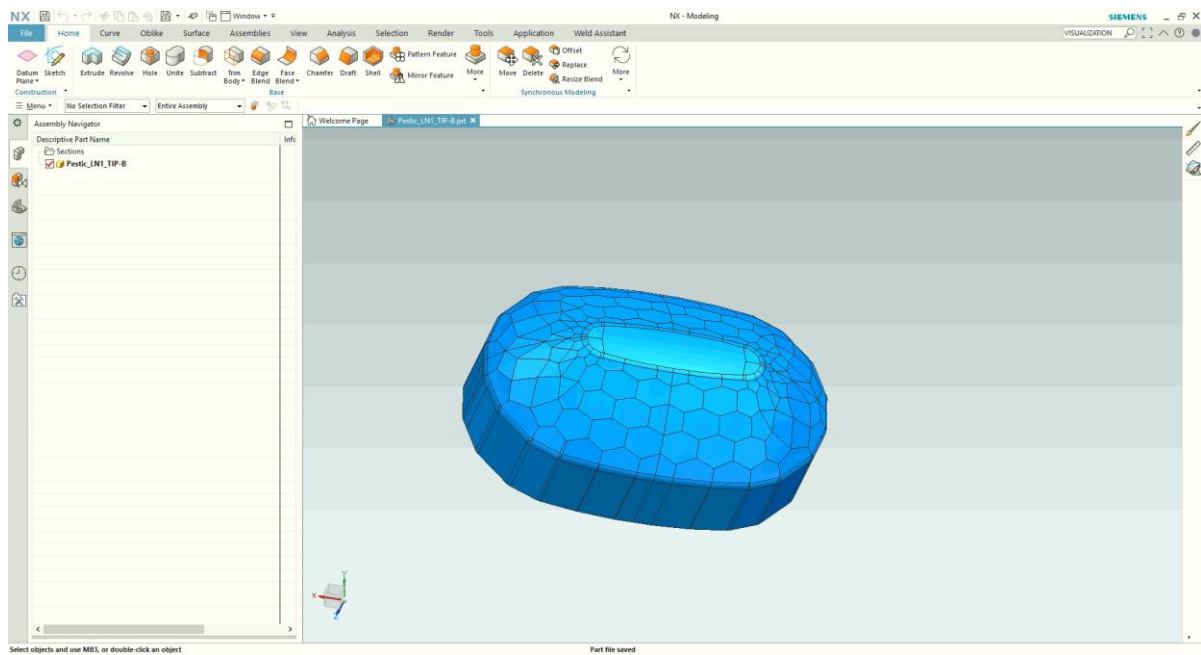 NX Window NX - Modeling SIEMENS
File Home Curve Oblike Surface Assemblies View Analysis Selection Render Tools Application Weld Assistant VISUALIZATION
Datum Plane Sketch Extrude Revolve Hole Unite Subtract Trim Body Edge Blend Face Blend Chamfer Draft Shell Pattern Feature Mirror Feature More Move Delete Offset Replace Resize Blend More
Construction Base Synchronous Modeling
Menu No Selection Filter Entire Assembly
Assembly Navigator Welcome Page Pestic_LN1_TIP-B.prt
Descriptive Part Name Infc
Sections
Pestic_LN1_TIP-B
Y
X
Z
Select objects and use MB3, or double-click an object Part file saved